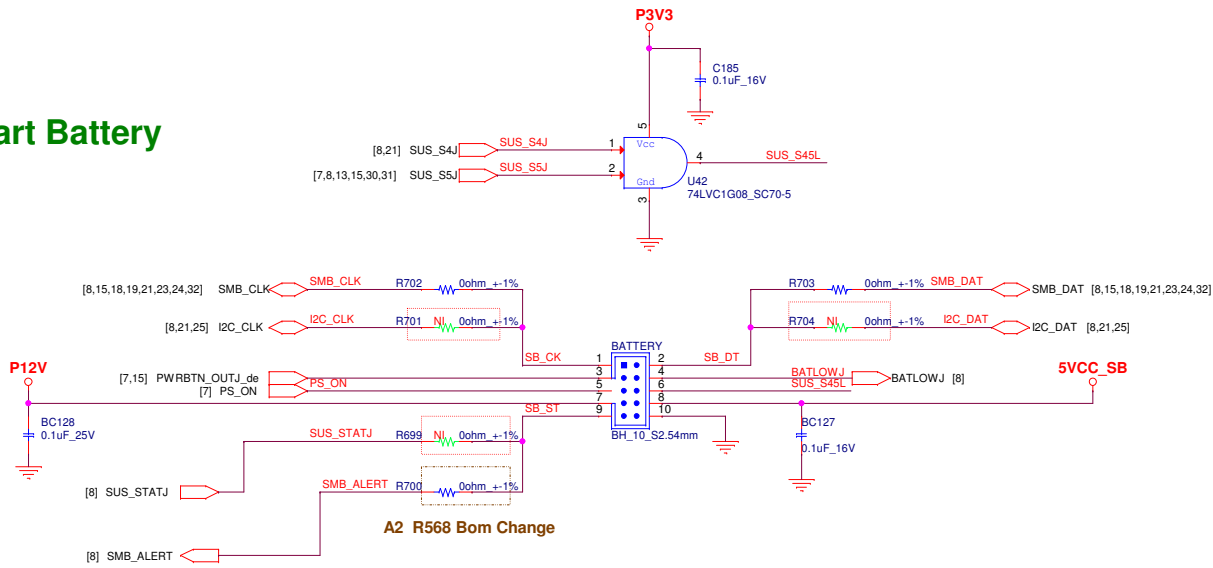 P3V3
C185
0.1uF_16V
art Battery
5
[8,21] SUS_S4J SUS_S4J 1 Vcc
4 SUS_S45L
[7,8,13,15,30,31] SUS_S5J SUS_S5J 2 Gnd
U42
74LVC1G08_SC70-5
3
[8,15,18,19,21,23,24,32] SMB_CLK SMB_CLK R702 0ohm_+-1%
R703 0ohm_+-1% SMB_DAT SMB_DAT [8,15,18,19,21,23,24,32]
[8,21,25] I2C_CLK I2C_CLK R701 NI 0ohm_+-1%
R704 NI 0ohm_+-1% I2C_DAT I2C_DAT [8,21,25]
BATTERY
SB_CK 1 2 SB_DT
P12V
5VCC_SB
[7,15] PWRBTN_OUTJ_de 3 4 BATLOWJ BATLOWJ [8]
[7] PS_ON PS_ON 5 6 SUS_S45L
7 8
SB_ST 9 10
BC128
0.1uF_25V
BC127
0.1uF_16V
SUS_STATJ R699 NI 0ohm_+-1%
BH_10_S2.54mm
[8] SUS_STATJ
SMB_ALERT R700 0ohm_+-1%
A2 R568 Bom Change
[8] SMB_ALERT